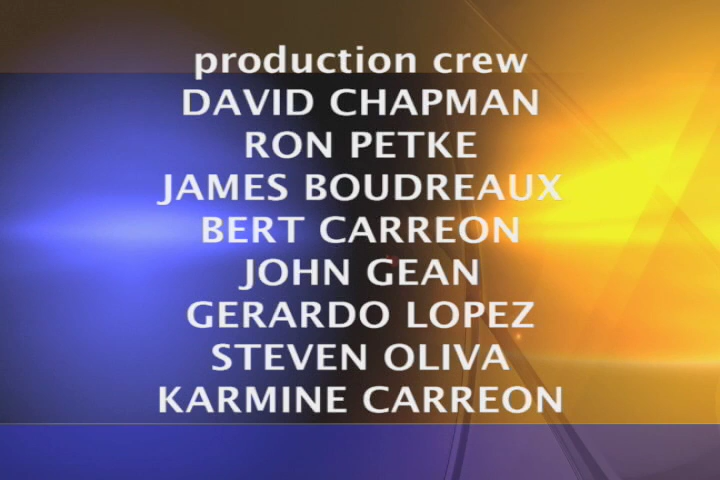 production crew
DAVID CHAPMAN
RON PETKE
JAMES BOUDREAUX
BERT CARREON
JOHN GEAN
GERARDO LOPEZ
STEVEN OLIVA
KARMINE CARREON